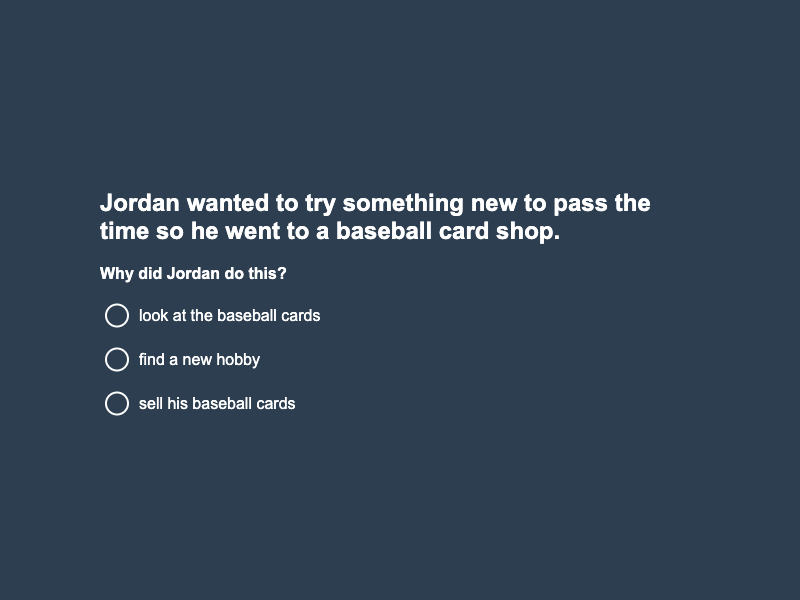 Jordan wanted to try something new to pass the
time so he went to a baseball card shop.
Why did Jordan do this?
look at the baseball cards
find a new hobby
sell his baseball cards